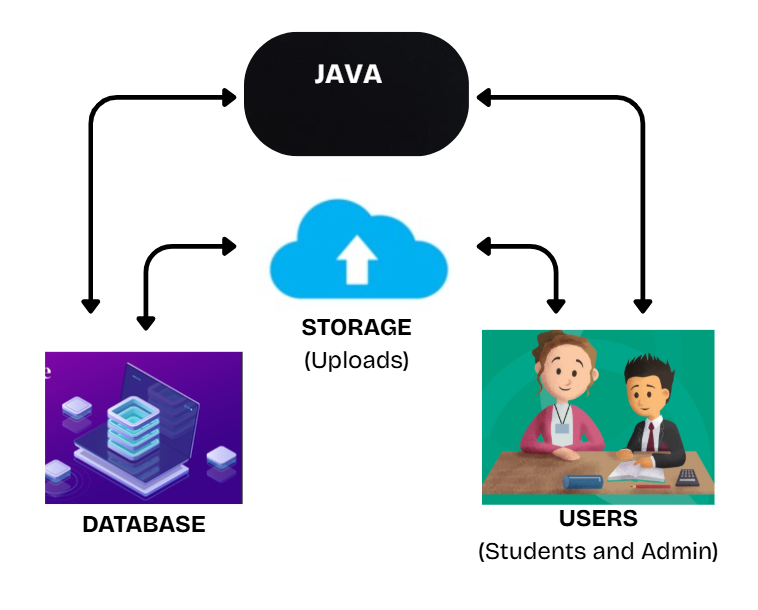 JAVA
STORAGE
(Uploads)
e
DATABASE
USERS
(Students and Admin)